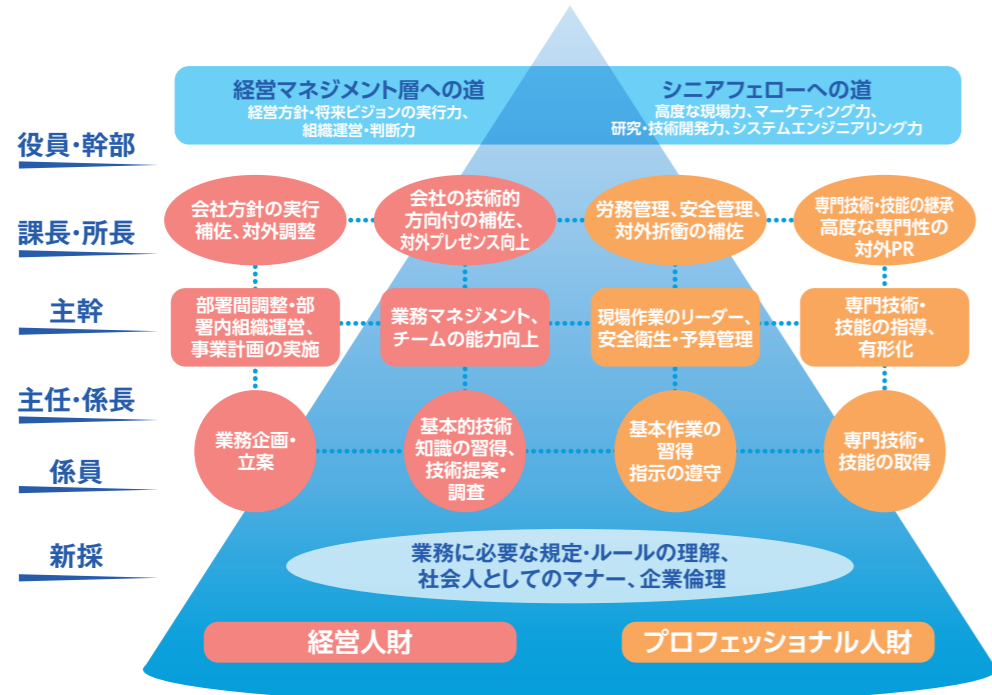 経営マネジメント層への道
経営方針・将来ビジョンの実行力、
組織運営・判断力
シニアフェローへの道
高度な現場力、マーケティング力、
研究・技術開発力、システムエンジニアリング力
役員・幹部
課長・所長
会社方針の実行
補佐、対外調整
会社の技術的
方向付の補佐、
対外プレゼンス向上
労務管理、安全管理、
対外折衝の補佐
専門技術・技能の継承
高度な専門性の
対外PR
主幹
部署間調整・部
署内組織運営、
事業計画の実施
業務マネジメント、
チームの能力向上
現場作業のリーダー、
安全衛生・予算管理
専門技術・
技能の指導、
有形化
主任・係長
係員
業務企画・
立案
基本的技術
知識の習得、
技術提案・
調査
基本作業の
習得
指示の遵守
専門技術・
技能の取得
新採
業務に必要な規定・ルールの理解、
社会人としてのマナー、企業倫理
経営人財
プロフェッショナル人財